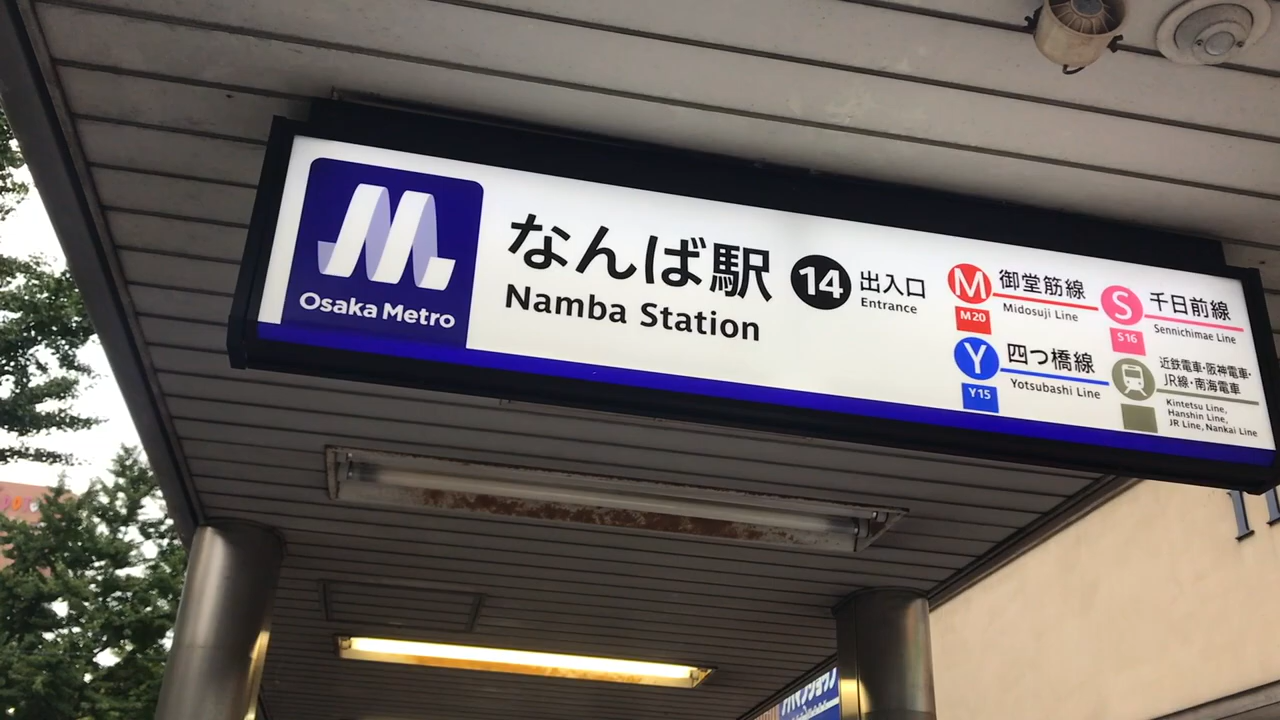 Osaka Metro
なんば駅
Namba Station
14
出入口
Entrance
M
御堂筋線
M20
Midosuji Line
S
千日前線
S16
Sennichimae Line
Y
四つ橋線
Y15
Yotsubashi Line
近鉄電車・阪神電車・
JR線・南海電車
Kintetsu Line,
Hanshin Line,
JR Line, Nankai Line